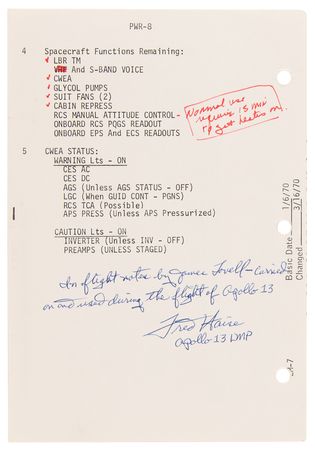 PWR-8
4 Spacecraft Functions Remaining:
✓ LBR TM
VHF And S-BAND VOICE
✓ CWEA
✓ GLYCOL PUMPS
✓ SUIT FANS (2)
✓ CABIN REPRESS
RCS MANUAL ATTITUDE CONTROL-
ONBOARD RCS PQGS READOUT
ONBOARD EPS And ECS READOUTS
Normal use
requires 15 min
to get heaters on.
5 CWEA STATUS:
WARNING Lts - ON
CES AC
CES DC
AGS (Unless AGS STATUS - OFF)
LGC (When GUID CONT - PGNS)
RCS TCA (Possible)
APS PRESS (Unless APS Pressurized)
CAUTION Lts - ON
INVERTER (Unless INV - OFF)
PREAMPS (UNLESS STAGED)
Basic Date 1/6/70
Changed 3/16/70
In flight notes by James Lovell - carried
on and used during the flight of Apollo 13
Fred Haise
Apollo 13 LMP